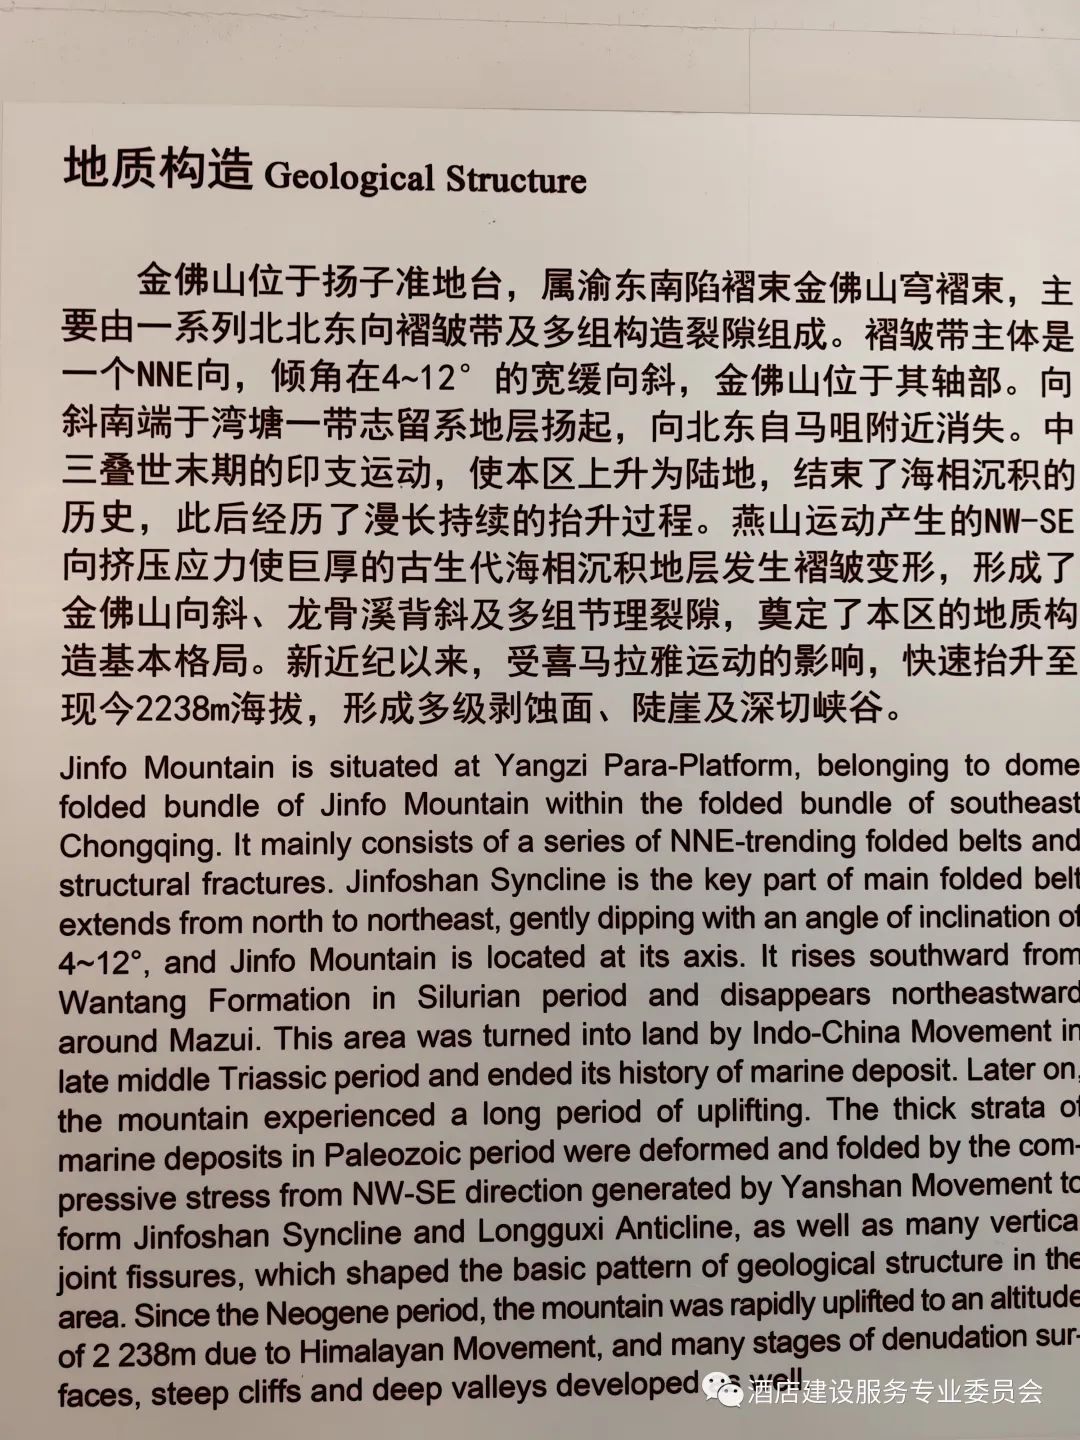 地质构造 Geological Structure
金佛山位于扬子准地台，属渝东南陷褶束金佛山穹褶束，主
要由一系列北北东向褶皱带及多组构造裂隙组成。褶皱带主体是
一个NNE向，倾角在4~12°的宽缓向斜，金佛山位于其轴部。向
斜南端于湾塘一带志留系地层扬起，向北东自马咀附近消失。中
三叠世末期的印支运动，使本区上升为陆地，结束了海相沉积的
历史，此后经历了漫长持续的抬升过程。燕山运动产生的NW-SE
向挤压应力使巨厚的古生代海相沉积地层发生褶皱变形，形成了
金佛山向斜、龙骨溪背斜及多组节理裂隙，奠定了本区的地质构
造基本格局。新近纪以来，受喜马拉雅运动的影响，快速抬升至
现今2238m海拔，形成多级剥蚀面、陡崖及深切峡谷。
Jinfo Mountain is situated at Yangzi Para-Platform, belonging to dome
folded bundle of Jinfo Mountain within the folded bundle of southeast
Chongqing. It mainly consists of a series of NNE-trending folded belts and
structural fractures. Jinfoshan Syncline is the key part of main folded belt
extends from north to northeast, gently dipping with an angle of inclination of
4~12°, and Jinfo Mountain is located at its axis. It rises southward from
Wantang Formation in Silurian period and disappears northeastward
around Mazui. This area was turned into land by Indo-China Movement in
late middle Triassic period and ended its history of marine deposit. Later on,
the mountain experienced a long period of uplifting. The thick strata of
marine deposits in Paleozoic period were deformed and folded by the com-
pressive stress from NW-SE direction generated by Yanshan Movement to
form Jinfoshan Syncline and Longguxi Anticline, as well as many vertica
joint fissures, which shaped the basic pattern of geological structure in the
area. Since the Neogene period, the mountain was rapidly uplifted to an altitude
of 2 238m due to Himalayan Movement, and many stages of denudation sur-
faces, steep cliffs and deep valleys developed as well
酒店建设服务专业委员会